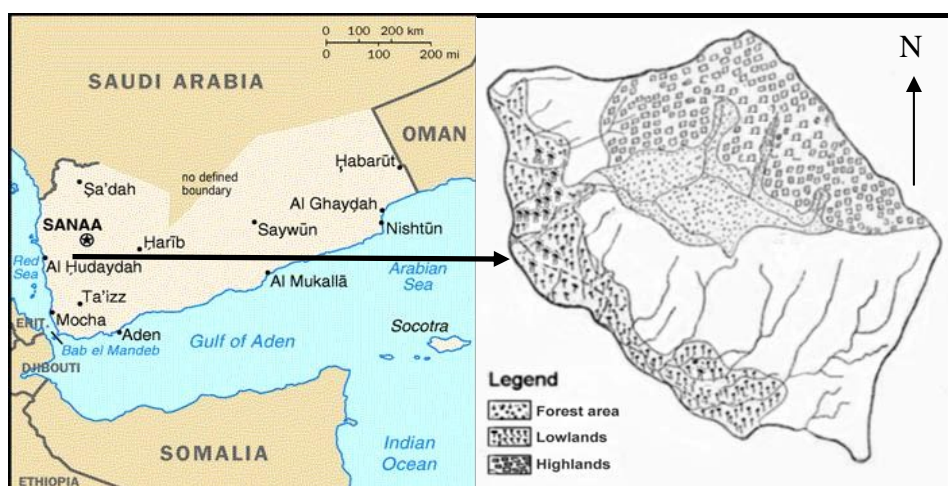 0 100 200 km
0 100 200 mi
SAUDI ARABIA
OMAN
Ḩabarūt
no defined
boundary
Şa'dah
Al Ghayḑah
SANAA
Saywūn
Nishtūn
Ḩarīb
Red
Sea
Al Ḩudaydah
Arabian
Sea
Al Mukallā
Ta'izz
Mocha
Socotra
ERIT.
Aden
Gulf of Aden
Bab el Mandeb
DJIBOUTI
SOMALIA
Indian
Ocean
ETHIOPIA
N
Legend
Forest area
Lowlands
Highlands